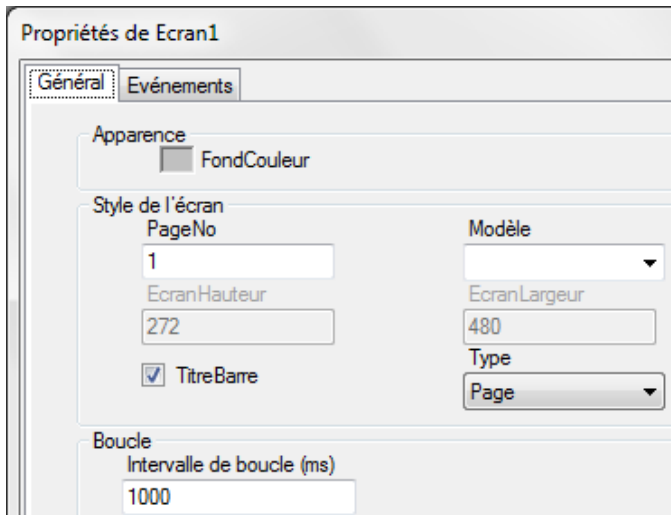 Propriétés de Ecran1
Général Evénements
Apparence
FondCouleur
Style de l'écran
PageNo Modèle
1
EcranHauteur EcranLargeur
272 480
TitreBarre Type
Page
Boucle
Intervalle de boucle (ms)
1000